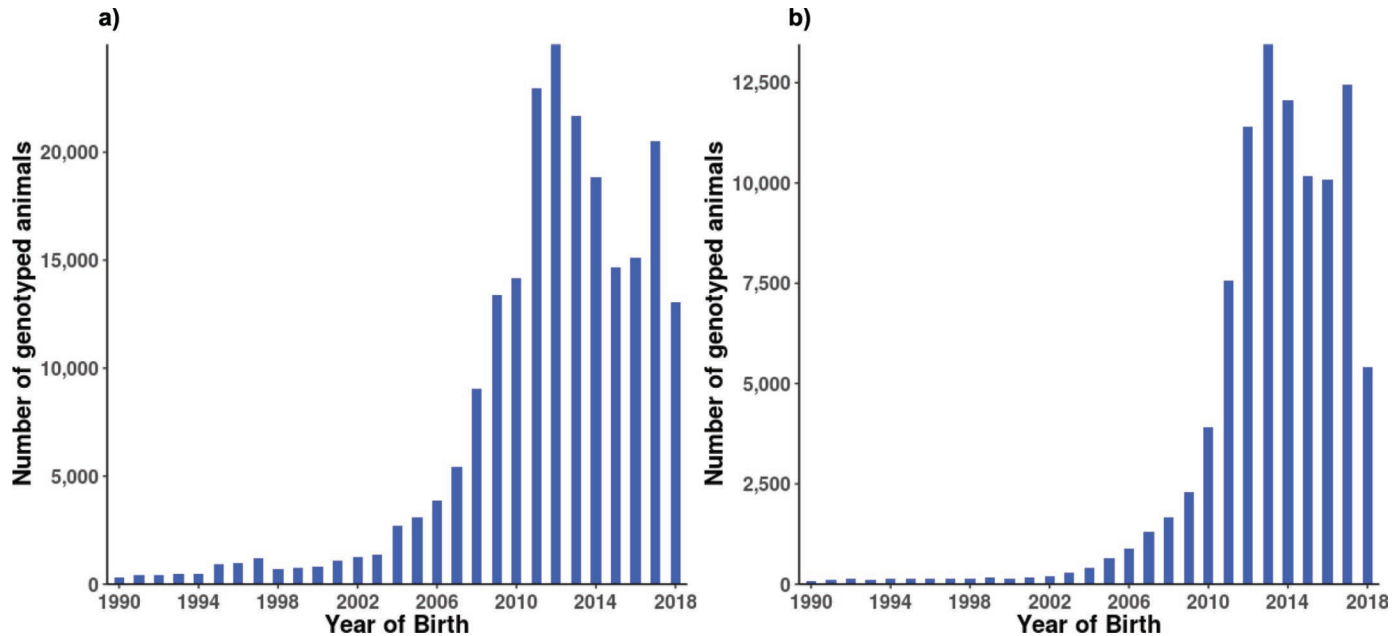 a)
Number of genotyped animals
20,000
15,000
10,000
5,000
0
1990 1994 1998 2002 2006 2010 2014 2018
Year of Birth
b)
Number of genotyped animals
12,500
10,000
7,500
5,000
2,500
0
1990 1994 1998 2002 2006 2010 2014 2018
Year of Birth